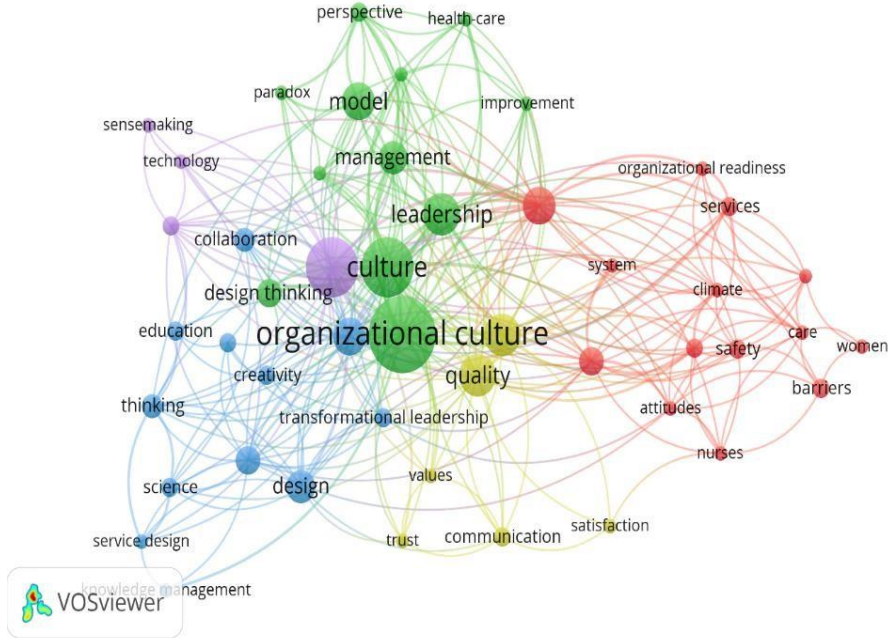 perspective
health-care
paradox
model
improvement
sensemaking
technology
management
organizational readiness
leadership
services
collaboration
culture
system
design thinking
climate
education
organizational culture
care
women
creativity
quality
safety
barriers
thinking
transformational leadership
attitudes
nurses
science
design
values
satisfaction
service design
trust
communication
knowledge management
VOSviewer